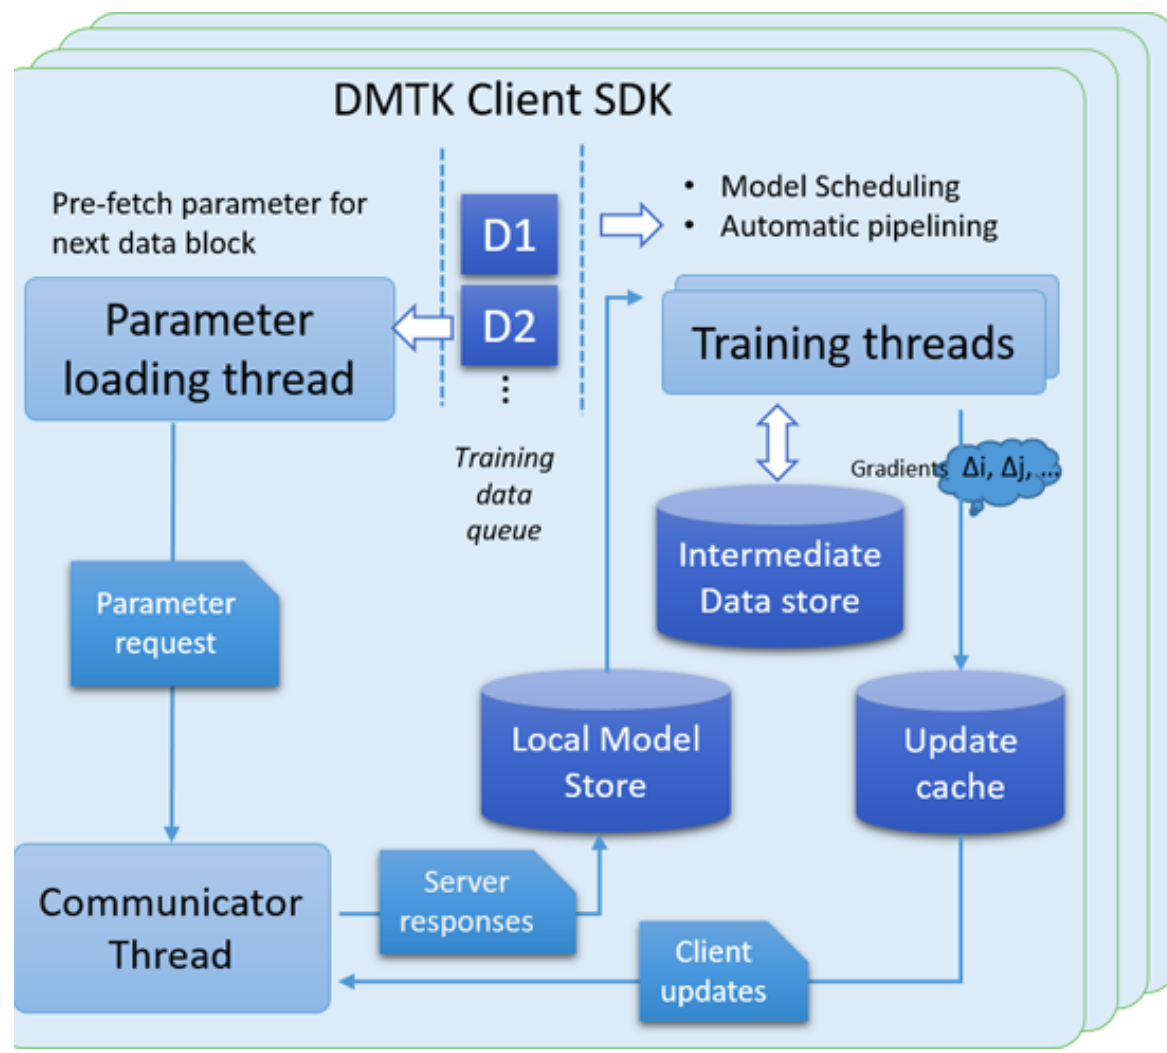 DMTK Client SDK
Pre-fetch parameter for
next data block
D1
D2
⋮
Training
data
queue
• Model Scheduling
• Automatic pipelining
Parameter
loading thread
Training threads
Gradients Δi, Δj, ...
Intermediate
Data store
Parameter
request
Local Model
Store
Update
cache
Communicator
Thread
Server
responses
Client
updates